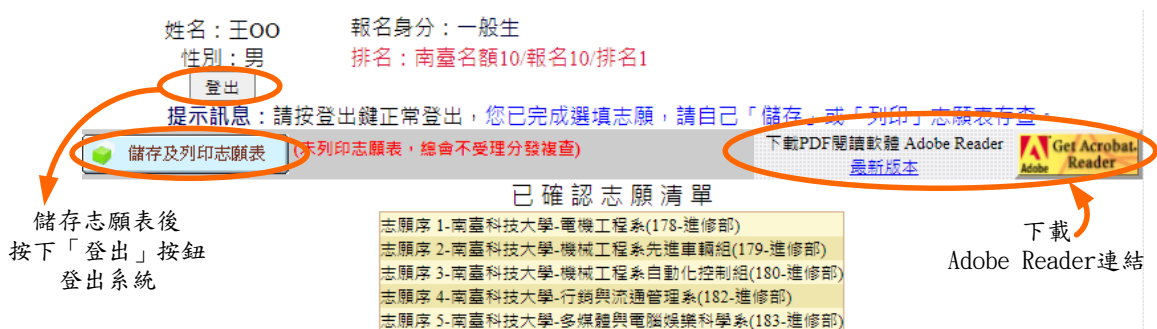 姓名：王OO 報名身分：一般生
性別：男 排名：南臺名額10/報名10/排名1
登出
提示訊息：請按登出鍵正常登出，您已完成選填志願，請自己「儲存」或「列印」志願表存查。
儲存及列印志願表 (未列印志願表，總會不受理分發複查) 下載PDF閱讀軟體 Adobe Reader
最新版本
Get Acrobat.
Reader
Adobe
已確認志願清單
志願序 1-南臺科技大學-電機工程系(178-進修部)
志願序 2-南臺科技大學-機械工程系先進車輛組(179-進修部)
志願序 3-南臺科技大學-機械工程系自動化控制組(180-進修部)
志願序 4-南臺科技大學-行銷與流通管理系(182-進修部)
志願序 5-南臺科技大學-多媒體與電腦娛樂科學系(183-進修部)
儲存志願表後
按下「登出」按鈕
登出系統
下載
Adobe Reader連結